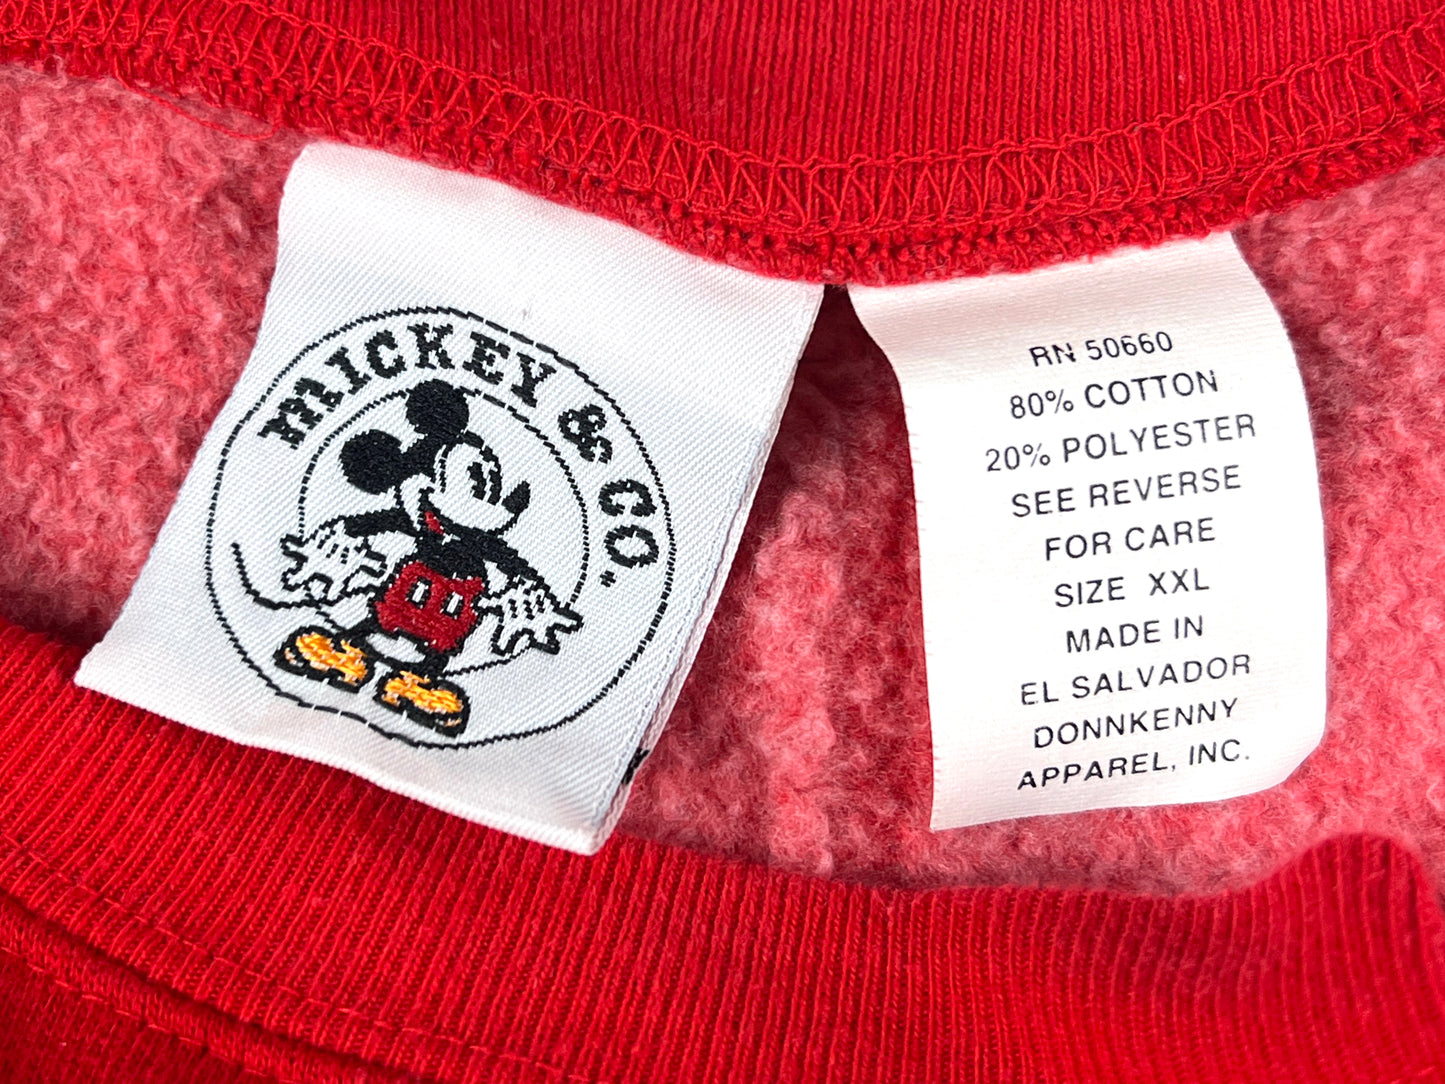 MICKEY & CO.
RN 50660
80% COTTON
20% POLYESTER
SEE REVERSE
FOR CARE
SIZE XXL
MADE IN
EL SALVADOR
DONNKENNY
APPAREL, INC.